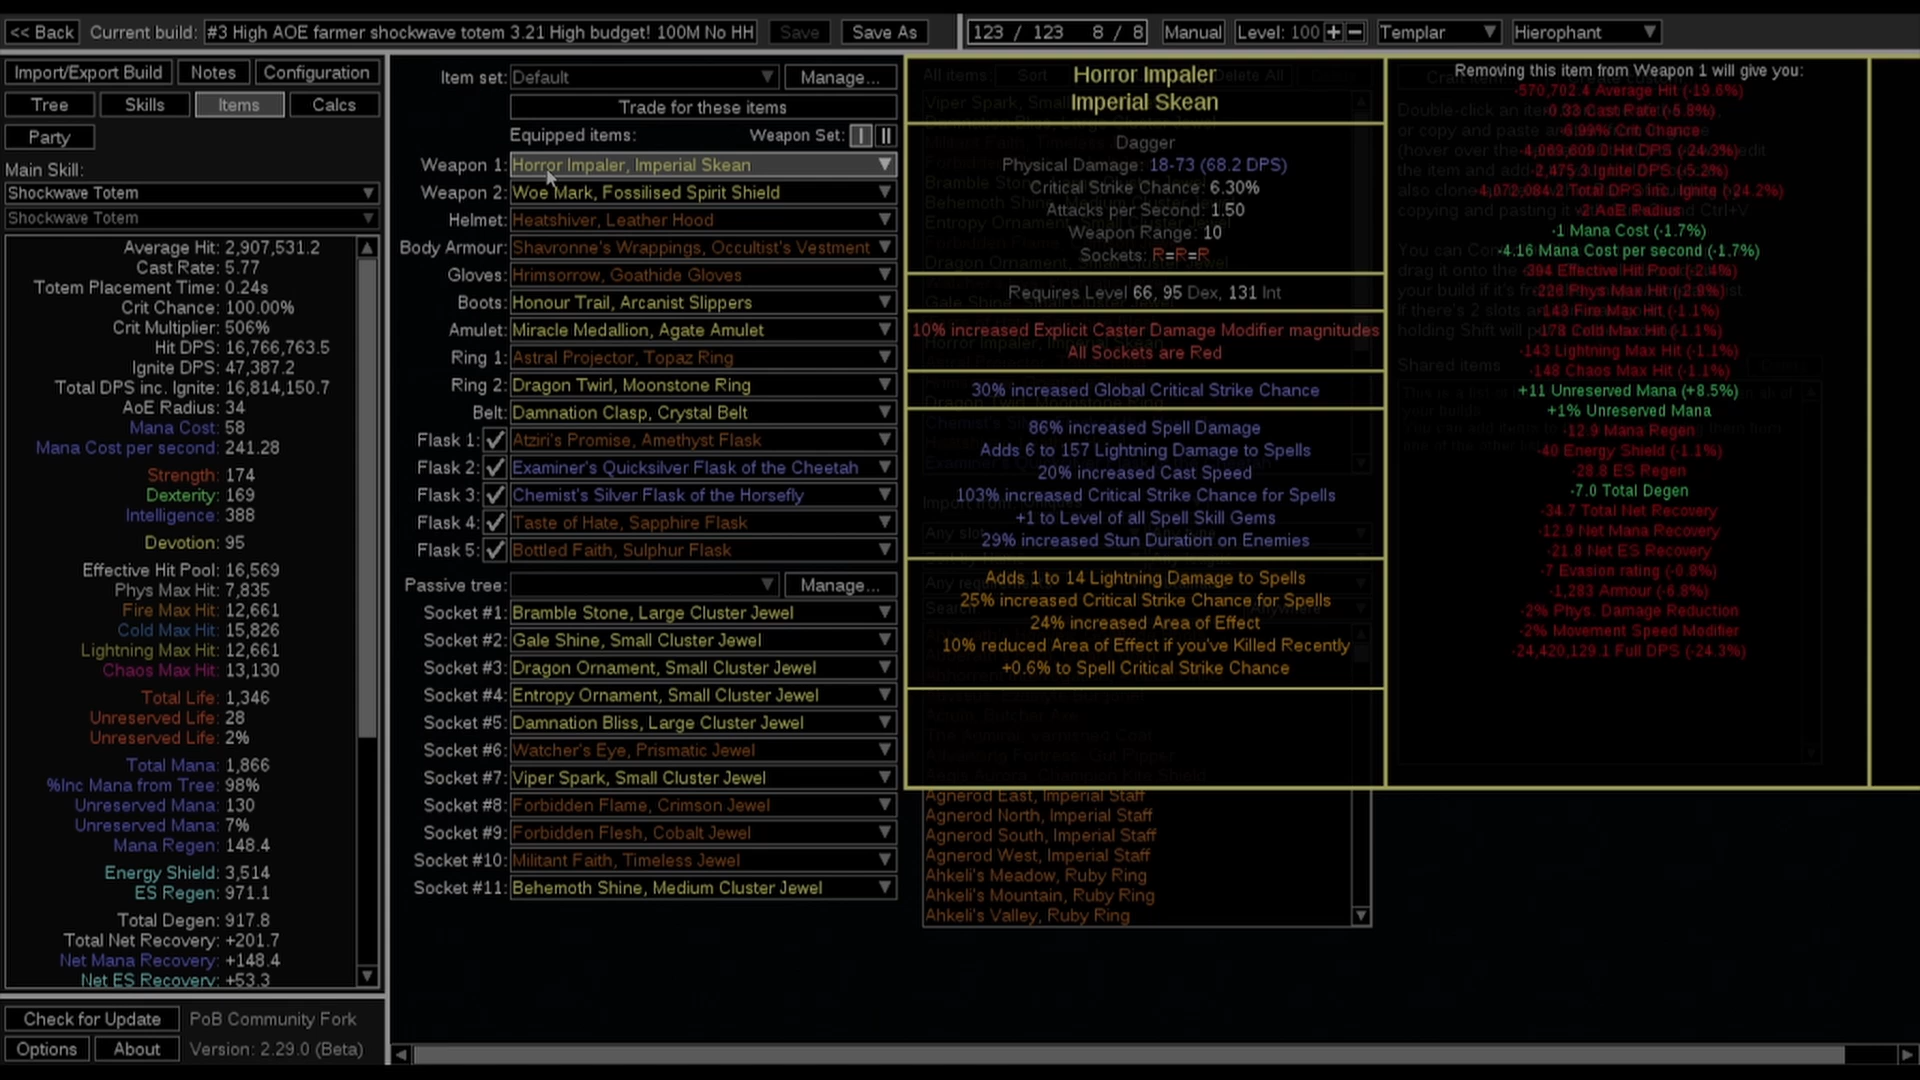 << Back
Current build:
#3 High AOE farmer shockwave totem 3.21 High budget! 100M No HH
Save
Save As
123 / 123 8 / 8
Manual
Level: 100
+
-
Templar
Hierophant
Import/Export Build
Notes
Configuration
Tree
Skills
Items
Calcs
Party
Main Skill:
Shockwave Totem
Shockwave Totem
Average Hit: 2,907,531.2
Cast Rate: 5.77
Totem Placement Time: 0.24s
Crit Chance: 100.00%
Crit Multiplier: 506%
Hit DPS: 16,766,763.5
Ignite DPS: 47,387.2
Total DPS inc. Ignite: 16,814,150.7
AoE Radius: 34
Mana Cost: 58
Mana Cost per second: 241.28
Strength: 174
Dexterity: 169
Intelligence: 388
Devotion: 95
Effective Hit Pool: 16,569
Phys Max Hit: 7,835
Fire Max Hit: 12,661
Cold Max Hit: 15,826
Lightning Max Hit: 12,661
Chaos Max Hit: 13,130
Total Life: 1,346
Unreserved Life: 28
Unreserved Life: 2%
Total Mana: 1,866
%Inc Mana from Tree: 98%
Unreserved Mana: 130
Unreserved Mana: 7%
Mana Regen: 148.4
Energy Shield: 3,514
ES Regen: 971.1
Total Degen: 917.8
Total Net Recovery: +201.7
Net Mana Recovery: +148.4
Net ES Recovery: +53.3
Check for Update
PoB Community Fork
Options
About
Version: 2.29.0 (Beta)
Item set: Default
Manage...
Trade for these items
Equipped items:
Weapon Set: I II
Weapon 1: Horror Impaler, Imperial Skean
Weapon 2: Woe Mark, Fossilised Spirit Shield
Helmet: Heatshiver, Leather Hood
Body Armour: Shavronne's Wrappings, Occultist's Vestment
Gloves: Hrimsorrow, Goathide Gloves
Boots: Honour Trail, Arcanist Slippers
Amulet: Miracle Medallion, Agate Amulet
Ring 1: Astral Projector, Topaz Ring
Ring 2: Dragon Twirl, Moonstone Ring
Belt: Damnation Clasp, Crystal Belt
Flask 1: Atziri's Promise, Amethyst Flask
Flask 2: Examiner's Quicksilver Flask of the Cheetah
Flask 3: Chemist's Silver Flask of the Horsefly
Flask 4: Taste of Hate, Sapphire Flask
Flask 5: Bottled Faith, Sulphur Flask
Passive tree:
Manage...
Socket #1: Bramble Stone, Large Cluster Jewel
Socket #2: Gale Shine, Small Cluster Jewel
Socket #3: Dragon Ornament, Small Cluster Jewel
Socket #4: Entropy Ornament, Small Cluster Jewel
Socket #5: Damnation Bliss, Large Cluster Jewel
Socket #6: Watcher's Eye, Prismatic Jewel
Socket #7: Viper Spark, Small Cluster Jewel
Socket #8: Forbidden Flame, Crimson Jewel
Socket #9: Forbidden Flesh, Cobalt Jewel
Socket #10: Militant Faith, Timeless Jewel
Socket #11: Behemoth Shine, Medium Cluster Jewel
Horror Impaler
Imperial Skean
Dagger
Physical Damage: 18-73 (68.2 DPS)
Critical Strike Chance: 6.30%
Attacks per Second: 1.50
Weapon Range: 10
Sockets: R=R=R
Requires Level 66, 95 Dex, 131 Int
10% increased Explicit Caster Damage Modifier magnitudes
All Sockets are Red
30% increased Global Critical Strike Chance
86% increased Spell Damage
Adds 6 to 157 Lightning Damage to Spells
20% increased Cast Speed
103% increased Critical Strike Chance for Spells
+1 to Level of all Spell Skill Gems
29% increased Stun Duration on Enemies
Adds 1 to 14 Lightning Damage to Spells
25% increased Critical Strike Chance for Spells
24% increased Area of Effect
10% reduced Area of Effect if you've Killed Recently
+0.6% to Spell Critical Strike Chance
Agnerod East, Imperial Staff
Agnerod North, Imperial Staff
Agnerod South, Imperial Staff
Agnerod West, Imperial Staff
Ahkeli's Meadow, Ruby Ring
Ahkeli's Mountain, Ruby Ring
Ahkeli's Valley, Ruby Ring
Removing this item from Weapon 1 will give you:
-570,702.4 Average Hit (-19.6%)
-0.33 Cast Rate (-5.8%)
-6.99% Crit Chance
-4,069,609.0 Hit DPS (-24.3%)
-2,475.3 Ignite DPS (-5.2%)
-4,072,084.2 Total DPS inc. Ignite (-24.2%)
-2 AoE Radius
-1 Mana Cost (-1.7%)
-4.16 Mana Cost per second (-1.7%)
-394 Effective Hit Pool (-2.4%)
-226 Phys Max Hit (-2.9%)
-143 Fire Max Hit (-1.1%)
-178 Cold Max Hit (-1.1%)
-143 Lightning Max Hit (-1.1%)
-148 Chaos Max Hit (-1.1%)
+11 Unreserved Mana (+8.5%)
+1% Unreserved Mana
-12.9 Mana Regen
-40 Energy Shield (-1.1%)
-28.8 ES Regen
-7.0 Total Degen
-34.7 Total Net Recovery
-12.9 Net Mana Recovery
-21.8 Net ES Recovery
-7 Evasion rating (-0.8%)
-1,283 Armour (-6.8%)
-2% Phys. Damage Reduction
-2% Movement Speed Modifier
-24,420,129.1 Full DPS (-24.3%)